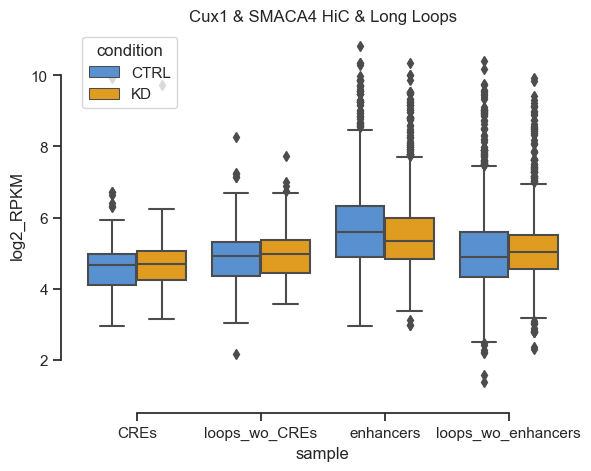 Cux1 & SMACA4 HiC & Long Loops
condition
CTRL
KD
10
8
6
4
2
log2_RPKM
CREs
loops_wo_CREs
enhancers
loops_wo_enhancers
sample